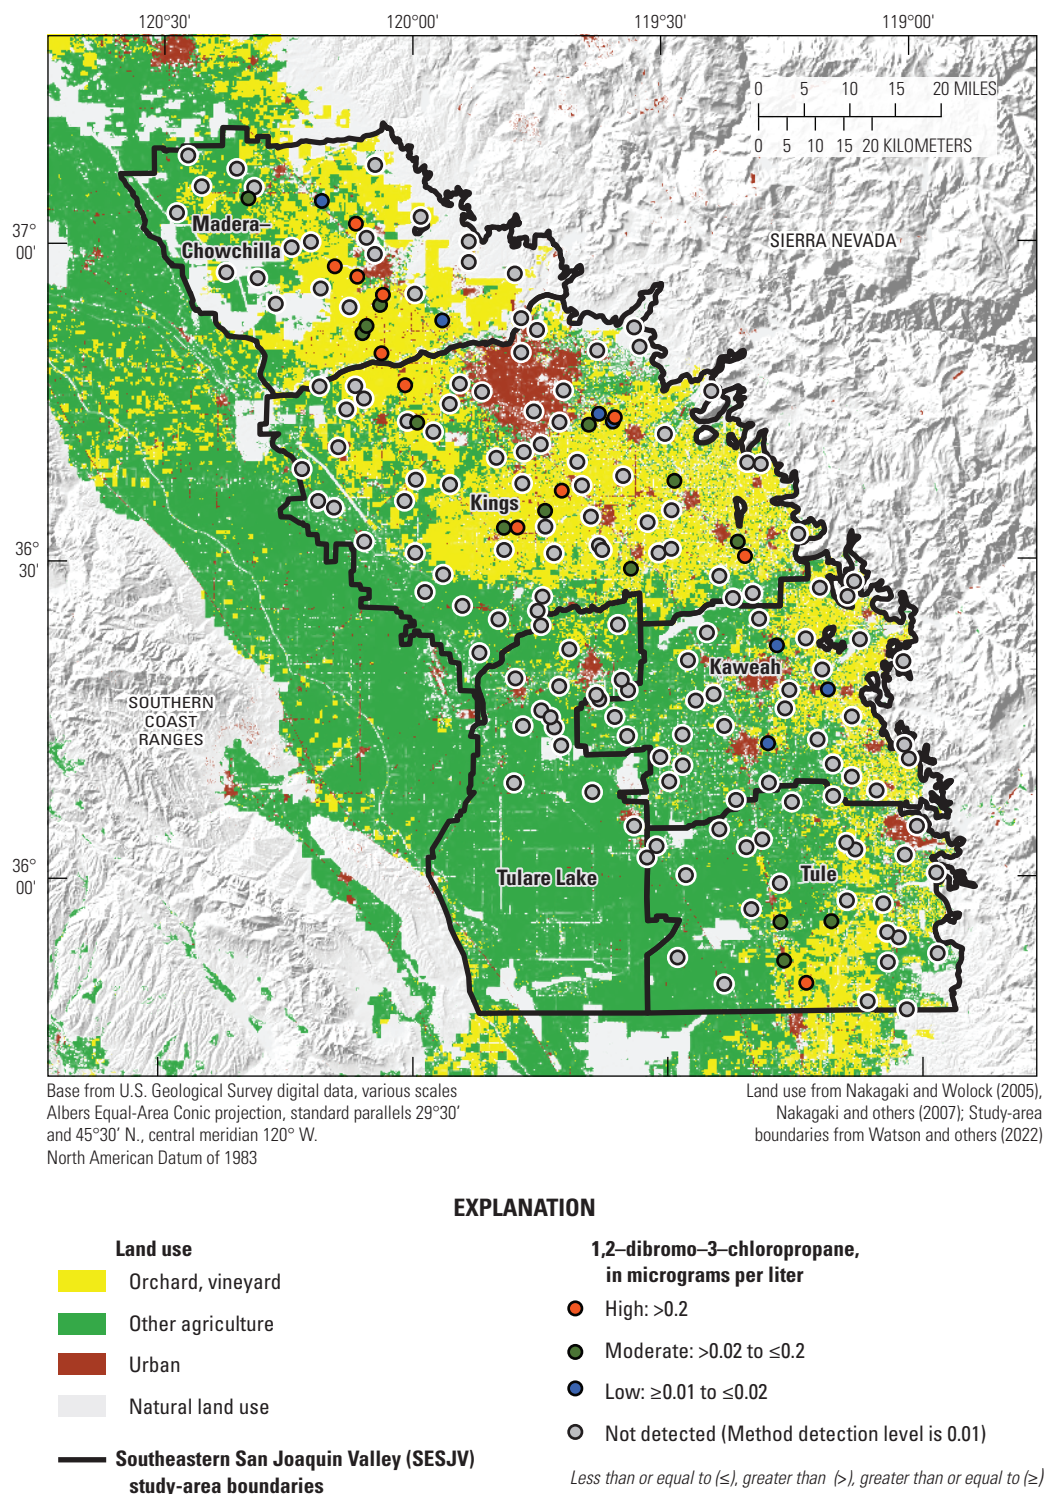 120°30'
120°00'
119°30'
119°00'
0 5 10 15 20 MILES
0 5 10 15 20 KILOMETERS
37°
00'
Madera–
Chowchilla
SIERRA NEVADA
Kings
36°
30'
Kaweah
SOUTHERN
COAST
RANGES
36°
00'
Tulare Lake
Tule
Base from U.S. Geological Survey digital data, various scales
Albers Equal-Area Conic projection, standard parallels 29°30'
and 45°30' N., central meridian 120° W.
North American Datum of 1983
Land use from Nakagaki and Wolock (2005),
Nakagaki and others (2007); Study-area
boundaries from Watson and others (2022)
EXPLANATION
Land use
Orchard, vineyard
Other agriculture
Urban
Natural land use
Southeastern San Joaquin Valley (SESJV)
study-area boundaries
1,2–dibromo–3–chloropropane,
in micrograms per liter
High: >0.2
Moderate: >0.02 to ≤0.2
Low: ≥0.01 to ≤0.02
Not detected (Method detection level is 0.01)
Less than or equal to (≤), greater than (>), greater than or equal to (≥)